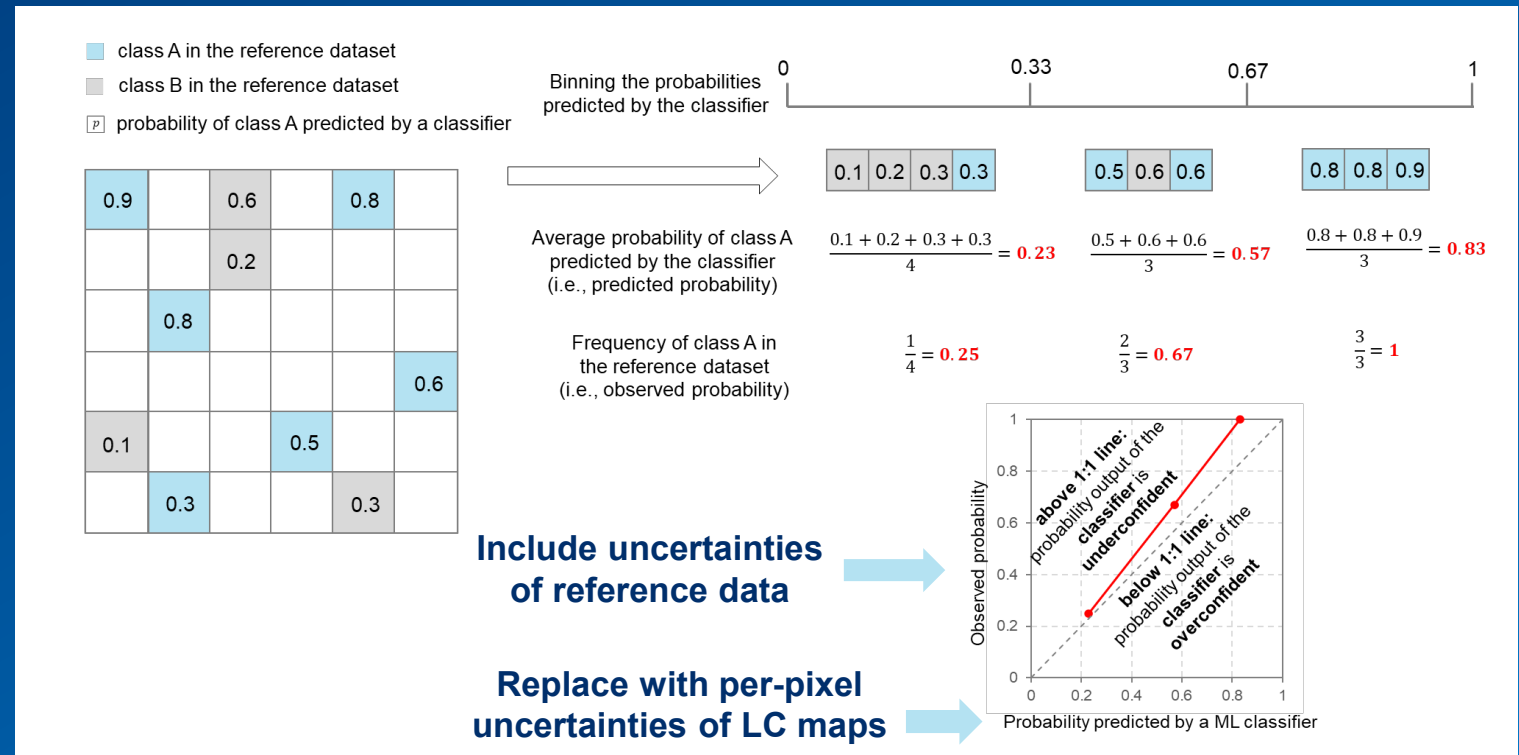 class A in the reference dataset
class B in the reference dataset
p probability of class A predicted by a classifier
Binning the probabilities
predicted by the classifier
0 0.33 0.67 1
0.1 0.2 0.3 0.3 0.5 0.6 0.6 0.8 0.8 0.9
0.9 0.6 0.8
0.2
0.8
0.6
0.1 0.5
0.3 0.3
Average probability of class A
predicted by the classifier
(i.e., predicted probability)
0.1 + 0.2 + 0.3 + 0.3
4
= 0.23
0.5 + 0.6 + 0.6
3
= 0.57
0.8 + 0.8 + 0.9
3
= 0.83
Frequency of class A in
the reference dataset
(i.e., observed probability)
1
4
= 0.25
2
3
= 0.67
3
3
= 1
Include uncertainties
of reference data
Replace with per-pixel
uncertainties of LC maps
Observed probability
1
0.8
0.6
0.4
0.2
0
above 1:1 line:
probability output of the
classifier is
underconfident
below 1:1 line:
probability output of the
classifier is
overconfident
0 0.2 0.4 0.6 0.8 1
Probability predicted by a ML classifier